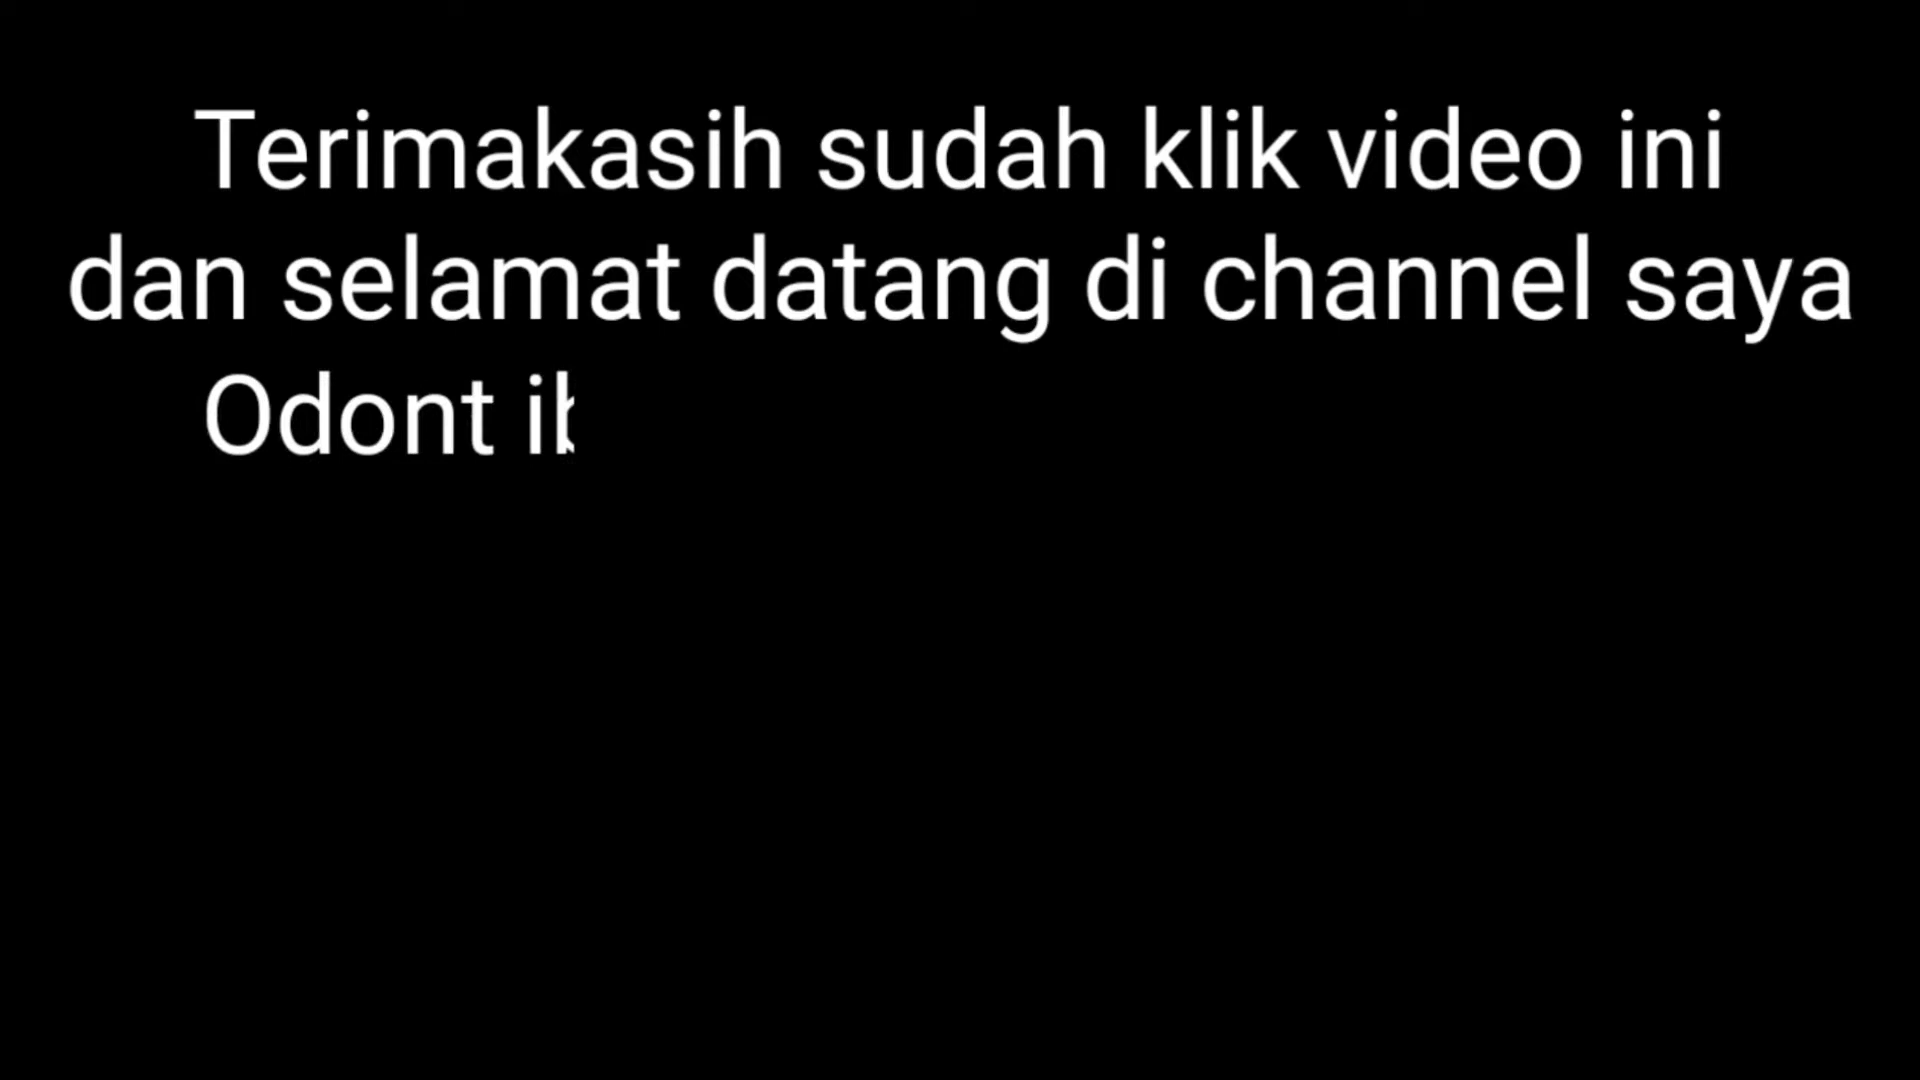 Terimakasih sudah klik video ini
dan selamat datang di channel saya
Odont